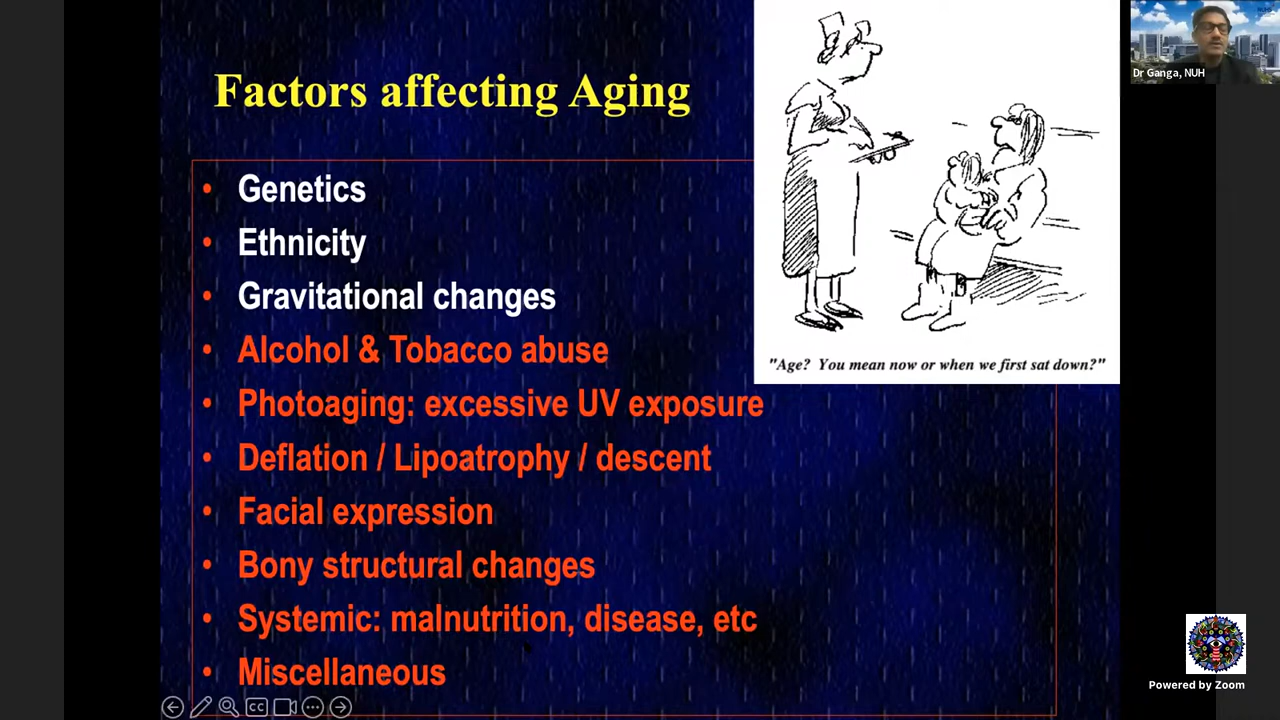 Factors affecting Aging
• Genetics
• Ethnicity
• Gravitational changes
• Alcohol & Tobacco abuse
• Photoaging: excessive UV exposure
• Deflation / Lipoatrophy / descent
• Facial expression
• Bony structural changes
• Systemic: malnutrition, disease, etc
• Miscellaneous
"Age? You mean now or when we first sat down?"
Dr Ganga, NUH
CC
Powered by Zoom